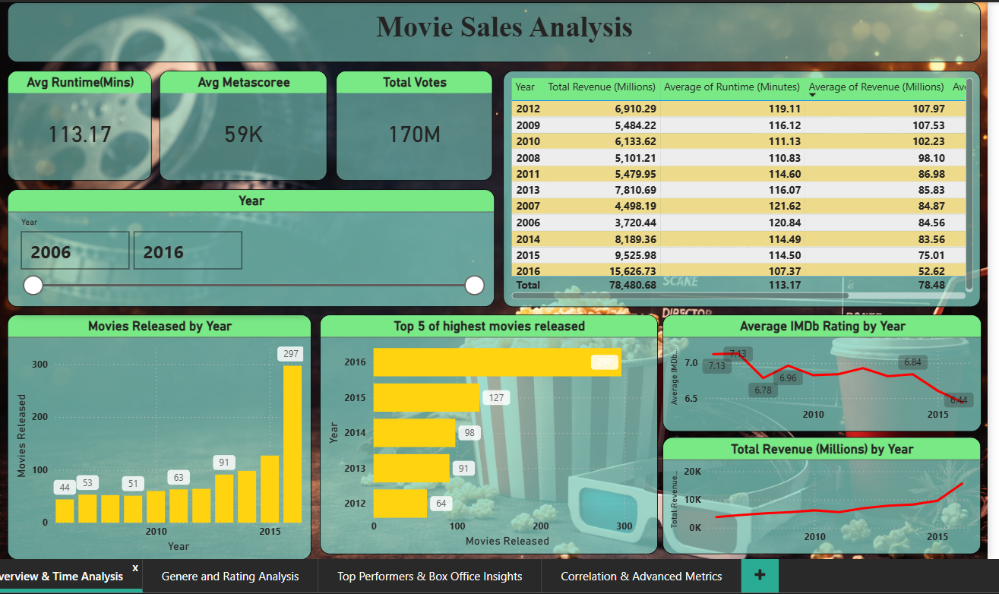 Movie Sales Analysis
Avg Runtime(Mins)
113.17
Avg Metascoree
59K
Total Votes
170M
Year
Year
2006 2016
Year Total Revenue (Millions) Average of Runtime (Minutes) Average of Revenue (Millions)
2012 6,910.29 119.11 107.97
2009 5,484.22 116.12 107.53
2010 6,133.62 111.13 102.23
2008 5,101.21 110.83 98.10
2011 5,479.95 114.60 86.98
2013 7,810.69 116.07 85.83
2007 4,498.19 121.62 84.87
2006 3,720.44 120.84 84.56
2014 8,189.36 114.49 83.56
2015 9,525.98 114.50 75.01
2016 15,626.73 107.37 52.62
Total 78,480.68 113.17 78.48
SCAKE
DIRECTOR
Movies Released by Year
Movies Released
300
200
100
0
44 53 51 63 91 297
2010 2015
Year
Top 5 of highest movies released
Year
2016 297
2015 127
2014 98
2013 91
2012 64
0 100 200 300
Movies Released
Average IMDb Rating by Year
Average IMDb...
7.0
6.5
7.13 7.13 6.78 6.96 6.84 6.44
2010 2015
Total Revenue (Millions) by Year
Total Revenue...
20K
10K
0K
2010 2015
verview & Time Analysis x
Genere and Rating Analysis
Top Performers & Box Office Insights
Correlation & Advanced Metrics
+